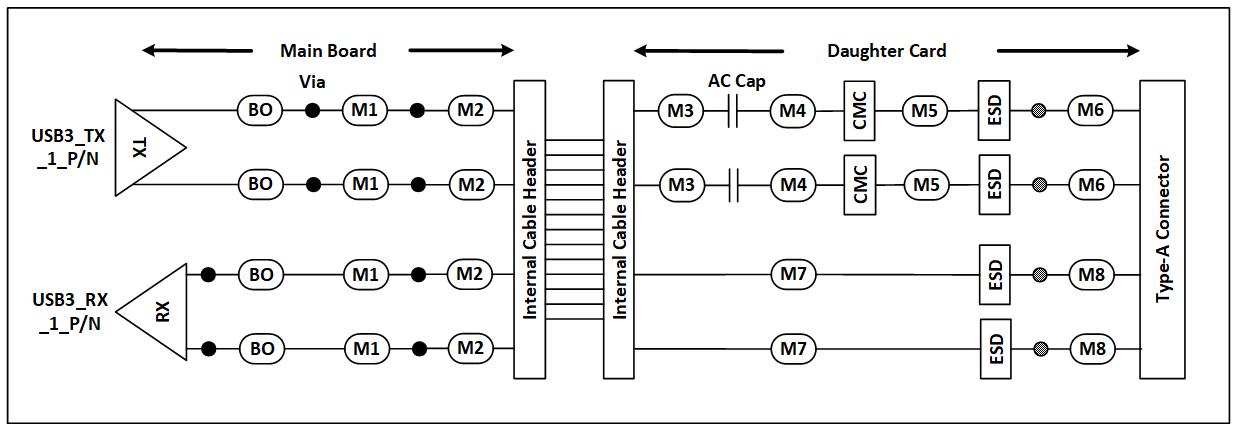 Main Board
Daughter Card
Via
AC Cap
USB3_TX
_1_P/N
TX
BO
M1
M2
M3
M4
CMC
M5
ESD
M6
BO
M1
M2
M3
M4
CMC
M5
ESD
M6
Internal Cable Header
Internal Cable Header
Type-A Connector
USB3_RX
_1_P/N
RX
BO
M1
M2
M7
ESD
M8
BO
M1
M2
M7
ESD
M8